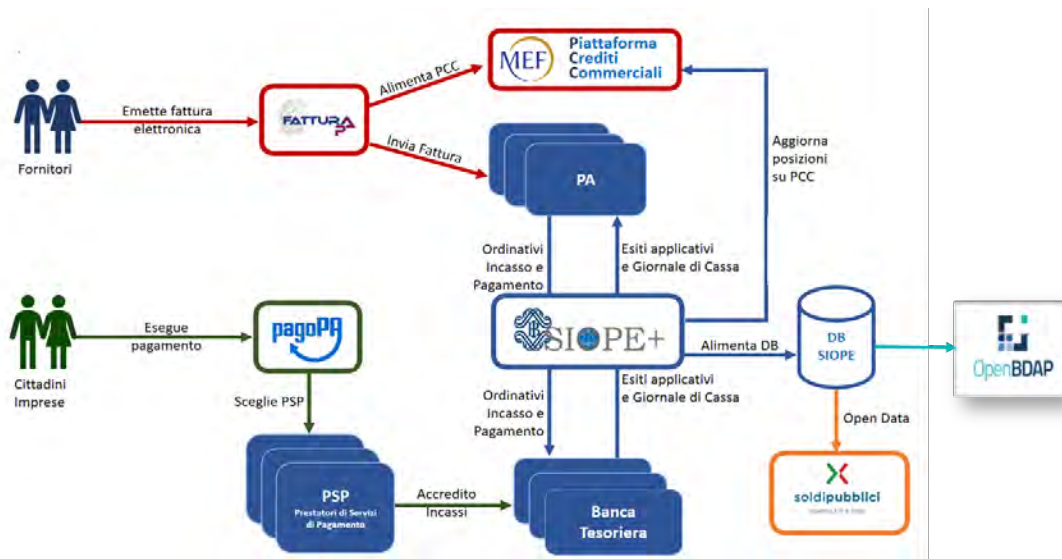 Fornitori
Emette fattura
elettronica
FATTURA
PA
Alimenta PCC
Invia Fattura
MEF
Piattaforma
Crediti
Commerciali
PA
Aggiorna
posizioni
su PCC
Ordinativi
Incasso e
Pagamento
Esiti applicativi
e Giornale di Cassa
Cittadini
Imprese
Esegue
pagamento
pagoPA
Sceglie PSP
SIOPE+
Alimenta DB
DB
SIOPE
OpenBDAP
Ordinativi
Incasso e
Pagamento
Esiti applicativi
e Giornale di Cassa
Open Data
soldipubblici
PSP
Prestatori di Servizi
di Pagamento
Accredito
Incassi
Banca
Tesoriera